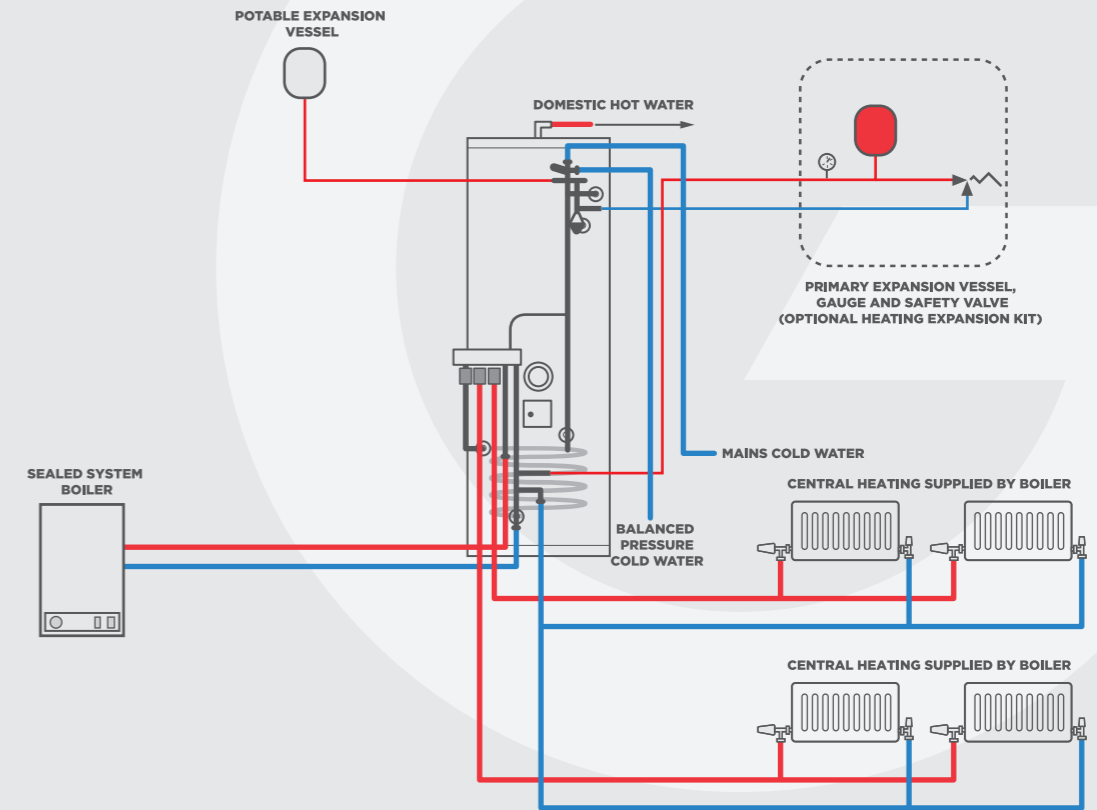 POTABLE EXPANSION
VESSEL
DOMESTIC HOT WATER
PRIMARY EXPANSION VESSEL,
GAUGE AND SAFETY VALVE
(OPTIONAL HEATING EXPANSION KIT)
MAINS COLD WATER
SEALED SYSTEM
BOILER
CENTRAL HEATING SUPPLIED BY BOILER
BALANCED
PRESSURE
COLD WATER
CENTRAL HEATING SUPPLIED BY BOILER